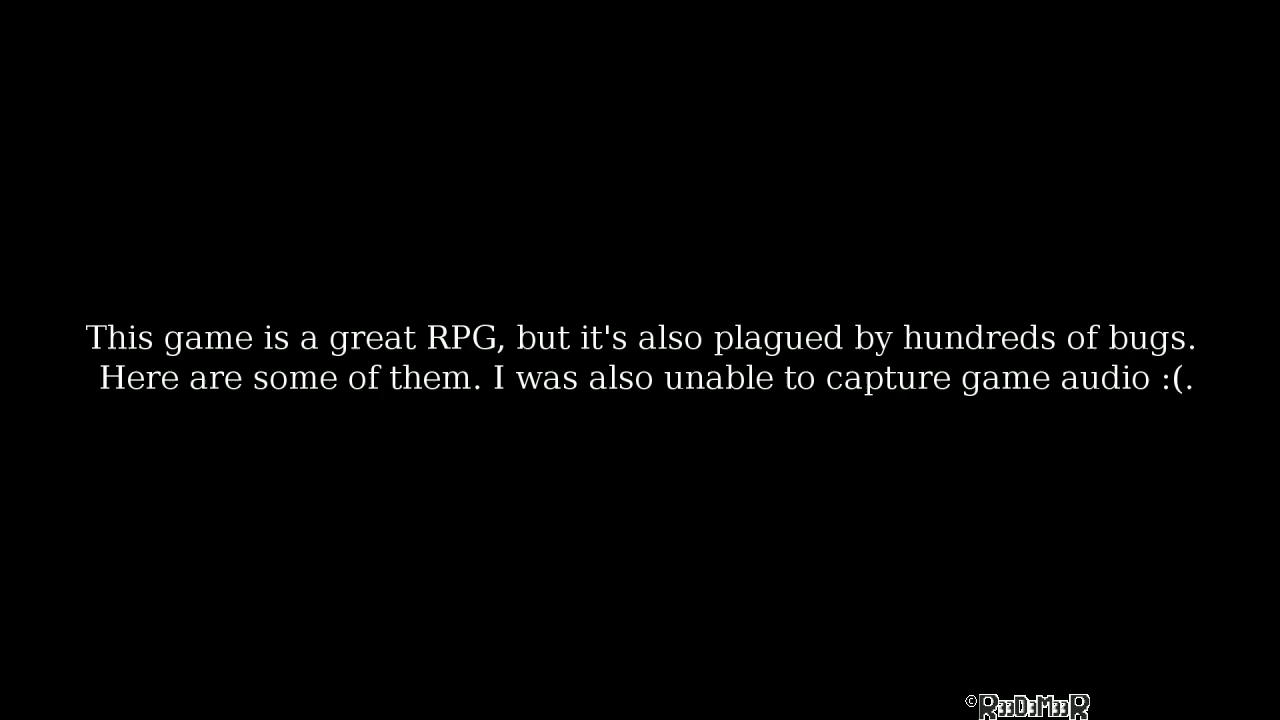 This game is a great RPG, but it's also plagued by hundreds of bugs.
Here are some of them. I was also unable to capture game audio :(.
©R33D3M33R